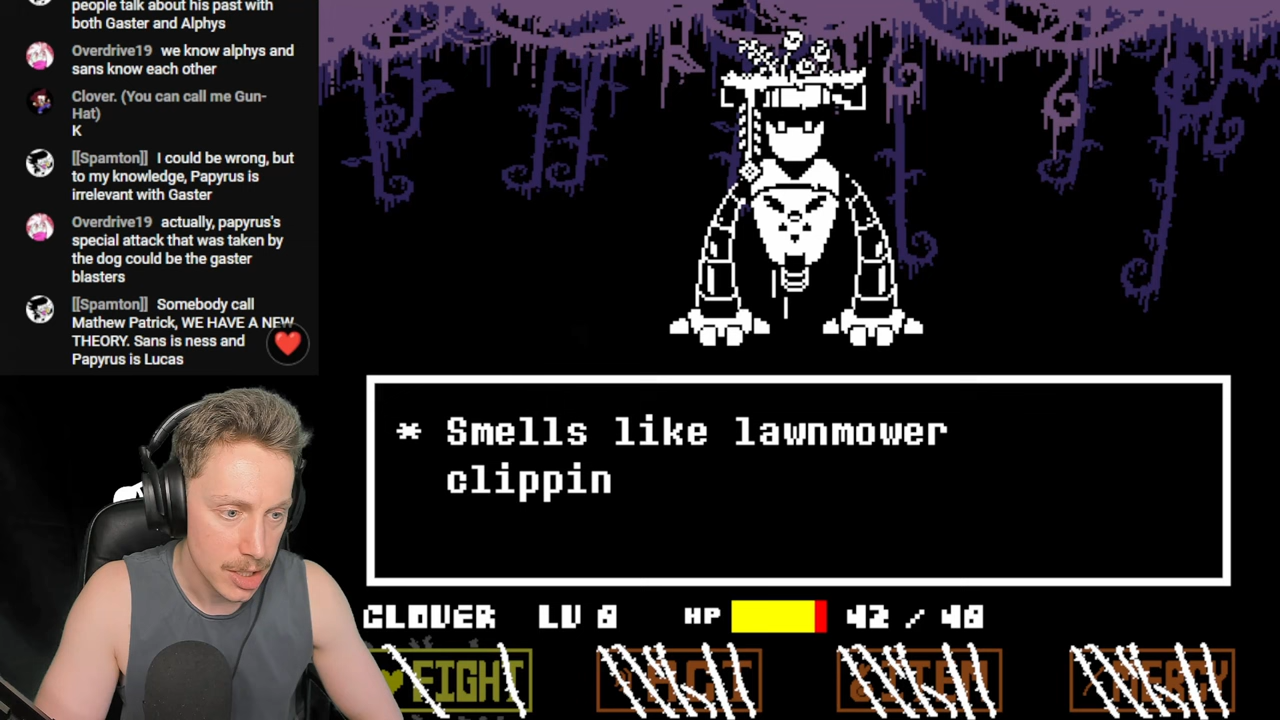 people talk about his past with
both Gaster and Alphys
Overdrive19 we know alphys and
sans know each other
Clover. (You can call me Gun-
Hat)
K
[[Spamton]] I could be wrong, but
to my knowledge, Papyrus is
irrelevant with Gaster
Overdrive19 actually, papyrus's
special attack that was taken by
the dog could be the gaster
blasters
[[Spamton]] Somebody call
Mathew Patrick, WE HAVE A NEW
THEORY. Sans is ness and
Papyrus is Lucas
* Smells like lawnmower
clippin
CLOVER LV 8 HP 42 / 48
FIGHT ACT ITEM MERCY